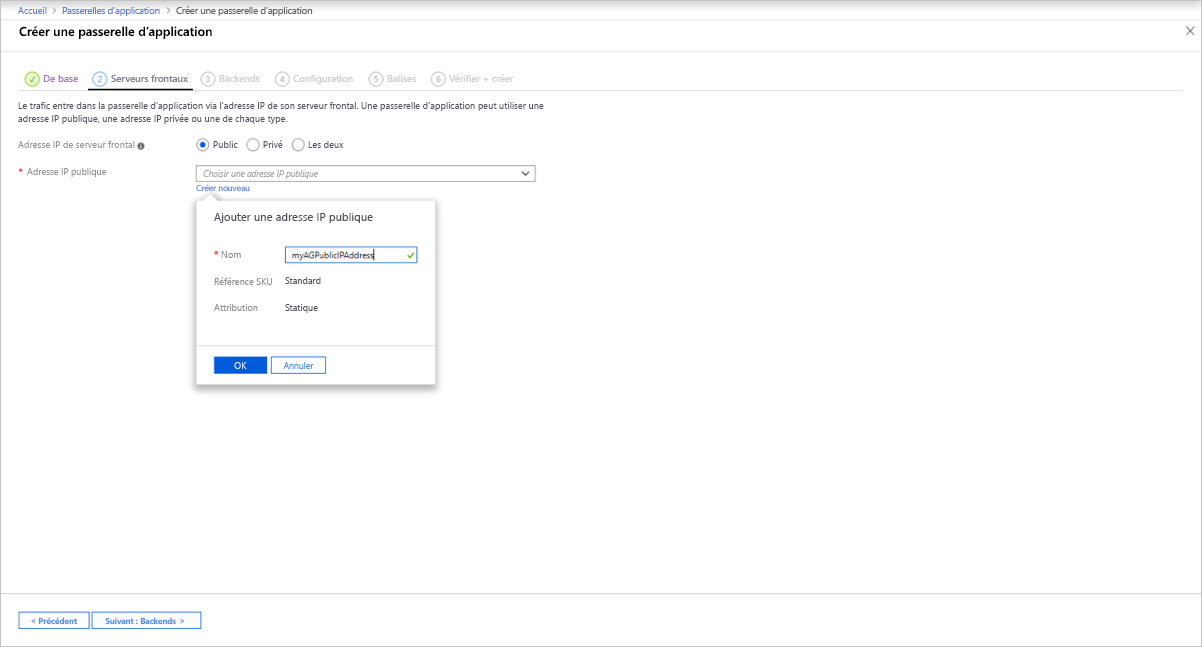 Accueil > Passerelles d'application > Créer une passerelle d'application
Créer une passerelle d'application
✓ De base 2 Serveurs frontaux 3 Backends 4 Configuration 5 Balises 6 Vérifier + créer
Le trafic entre dans la passerelle d'application via l'adresse IP de son serveur frontal. Une passerelle d'application peut utiliser une
adresse IP publique, une adresse IP privée ou une de chaque type.
Adresse IP de serveur frontal Public Privé Les deux
* Adresse IP publique Choisir une adresse IP publique
Créer nouveau
Ajouter une adresse IP publique
* Nom myAGPublicIPAddress
Référence SKU Standard
Attribution Statique
OK Annuler
< Précédent Suivant : Backends >